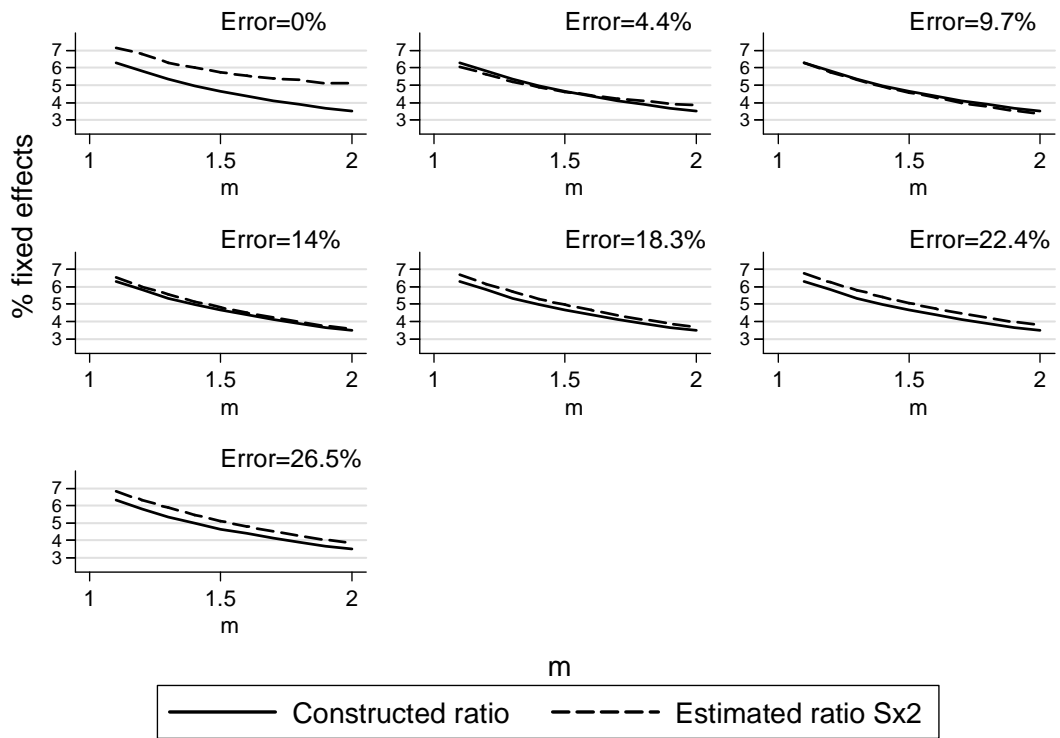 Error=0% Error=4.4% Error=9.7%
7 7 7
6 6 6
5 5 5
4 4 4
3 3 3
1 1.5 2 1 1.5 2 1 1.5 2
m m m
% fixed effects
Error=14% Error=18.3% Error=22.4%
7 7 7
6 6 6
5 5 5
4 4 4
3 3 3
1 1.5 2 1 1.5 2 1 1.5 2
m m m
Error=26.5%
7
6
5
4
3
1 1.5 2
m
m
Constructed ratio Estimated ratio Sx2